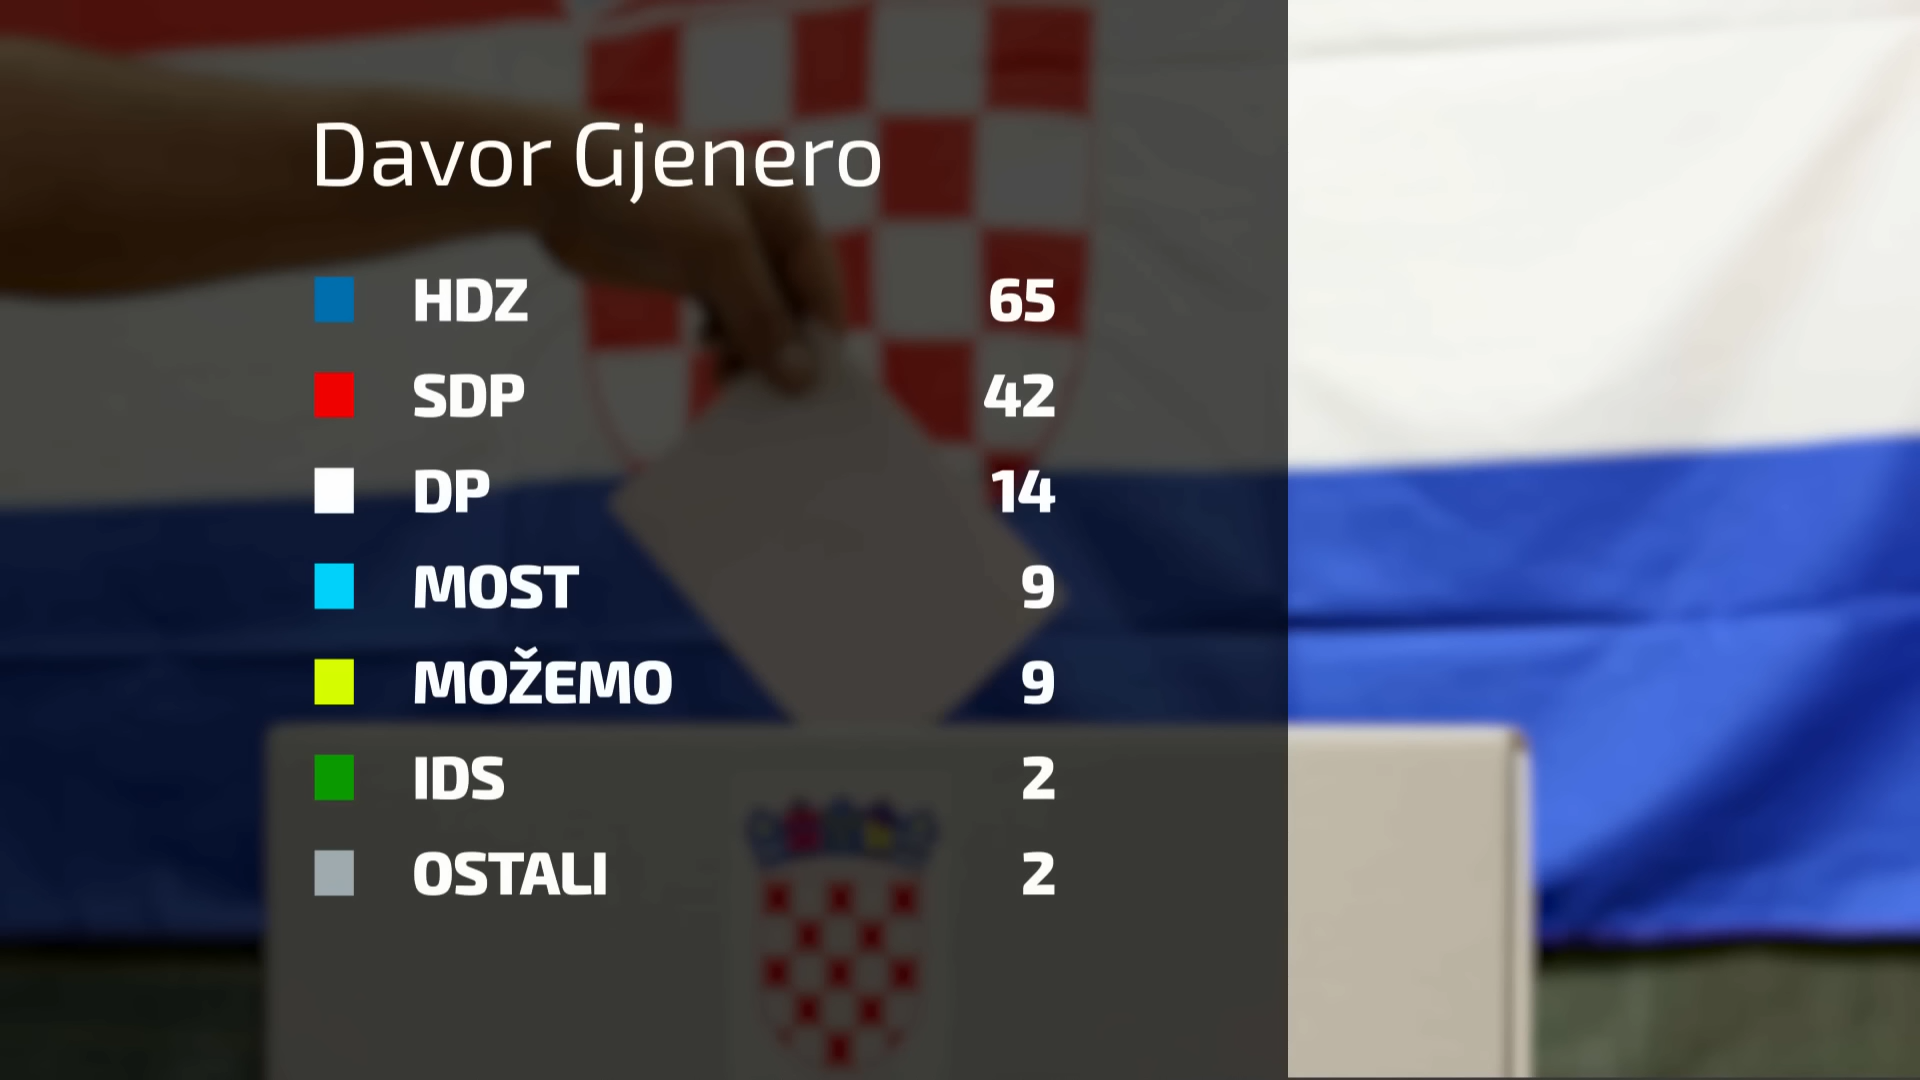 Davor Gjenero
HDZ 65
SDP 42
DP 14
MOST 9
MOŽEMO 9
IDS 2
OSTALI 2